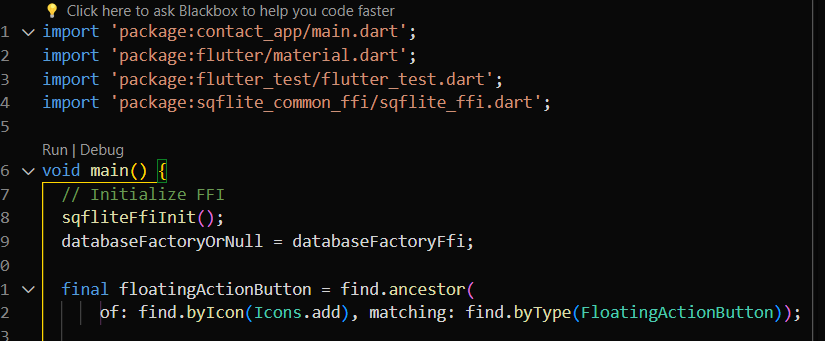 Click here to ask Blackbox to help you code faster
1 import 'package:contact_app/main.dart';
2 import 'package:flutter/material.dart';
3 import 'package:flutter_test/flutter_test.dart';
4 import 'package:sqflite_common_ffi/sqflite_ffi.dart';
5
Run | Debug
6 void main() {
7 // Initialize FFI
8 sqfliteFfiInit();
9 databaseFactoryOrNull = databaseFactoryFfi;
0
1 final floatingActionButton = find.ancestor(
2 of: find.byIcon(Icons.add), matching: find.byType(FloatingActionButton));
3